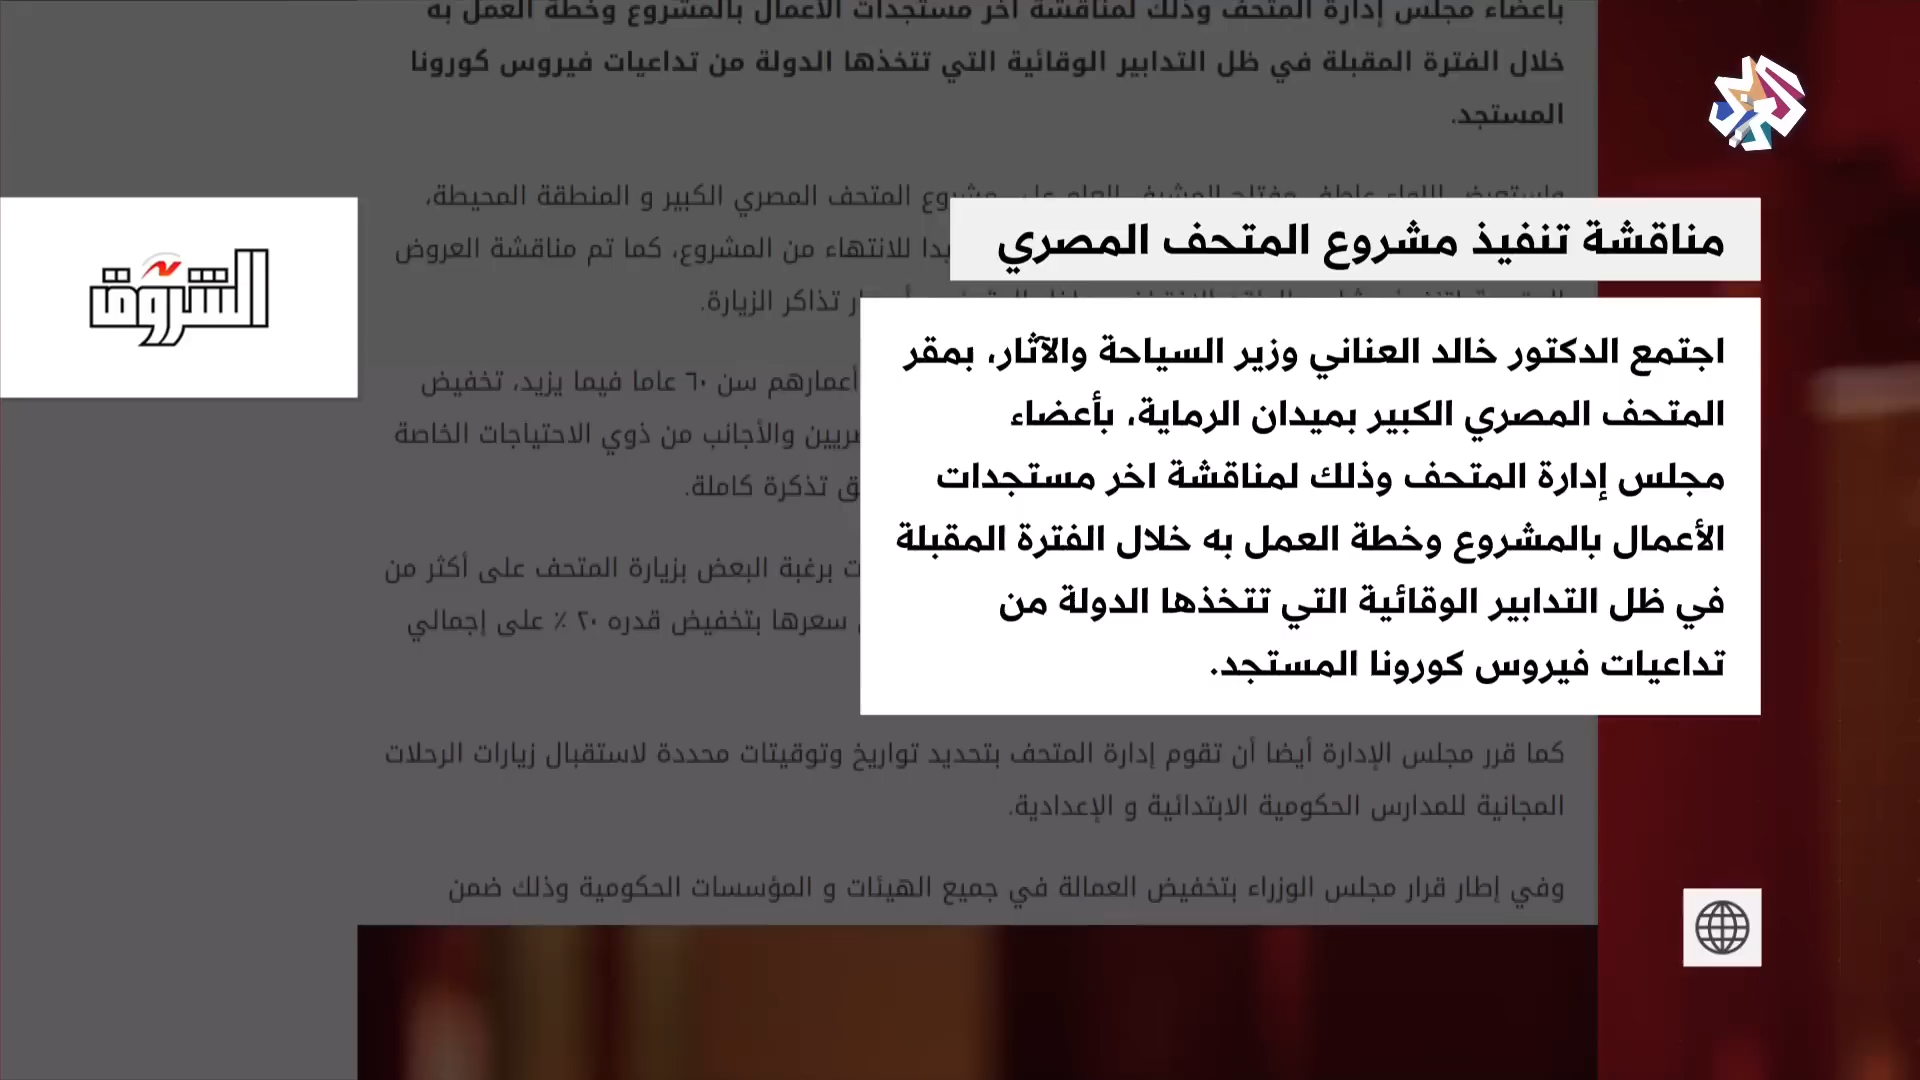 بأعضاء مجلس إدارة المتحف وذلك لمناقشة اخر مستجدات الأعمال بالمشروع وخطة العمل به
خلال الفترة المقبلة في ظل التدابير الوقائية التي تتخذها الدولة من تداعيات فيروس كورونا
المستجد.
مشروع المتحف المصري الكبير و المنطقة المحيطة،
للانتهاء من المشروع، كما تم مناقشة العروض
تذاكر الزيارة.
أعمارهم سن ٦٠ عاما فيما يزيد، تخفيض
والأجانب من ذوي الاحتياجات الخاصة
تذكرة كاملة.
برغبة البعض بزيارة المتحف على أكثر من
سعرها بتخفيض قدره ٢٠ ٪ على إجمالي
كما قرر مجلس الإدارة أيضا أن تقوم إدارة المتحف بتحديد تواريخ وتوقيتات محددة لاستقبال زيارات الرحلات
المجانية للمدارس الحكومية الابتدائية و الإعدادية.
وفي إطار قرار مجلس الوزراء بتخفيض العمالة في جميع الهيئات و المؤسسات الحكومية وذلك ضمن
الشروق
مناقشة تنفيذ مشروع المتحف المصري
اجتمع الدكتور خالد العناني وزير السياحة والآثار، بمقر
المتحف المصري الكبير بميدان الرماية، بأعضاء
مجلس إدارة المتحف وذلك لمناقشة اخر مستجدات
الأعمال بالمشروع وخطة العمل به خلال الفترة المقبلة
في ظل التدابير الوقائية التي تتخذها الدولة من
تداعيات فيروس كورونا المستجد.